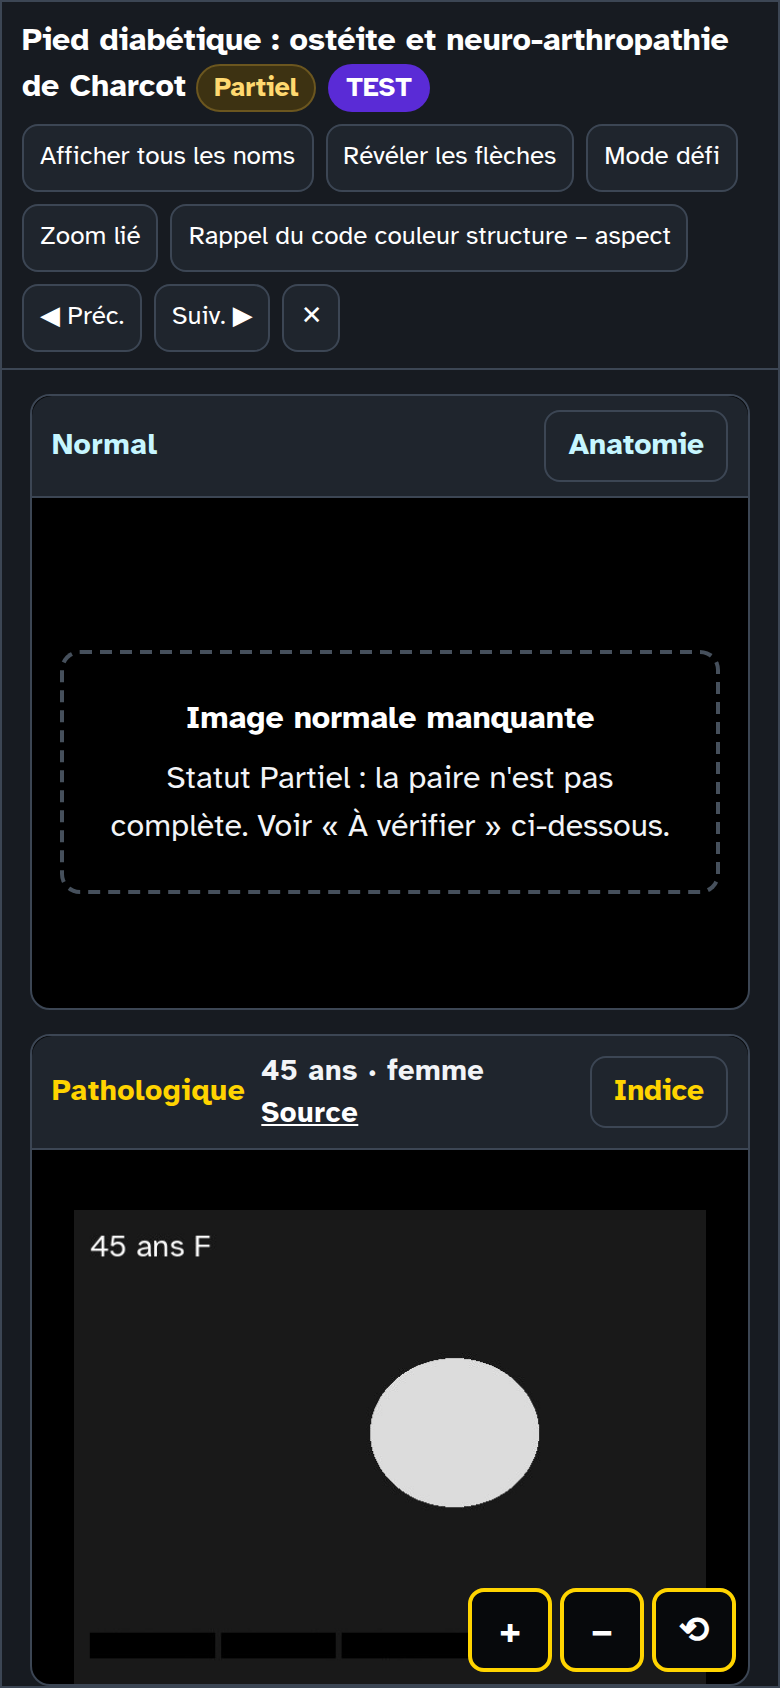 Pied diabétique : ostéite et neuro-arthropathie
de Charcot Partiel TEST
Afficher tous les noms Révéler les flèches Mode défi
Zoom lié Rappel du code couleur structure – aspect
◀ Préc. Suiv. ▶ ✕
Normal Anatomie
Image normale manquante
Statut Partiel : la paire n'est pas
complète. Voir « À vérifier » ci-dessous.
Pathologique 45 ans · femme
Source Indice
45 ans F
+ − ⟲